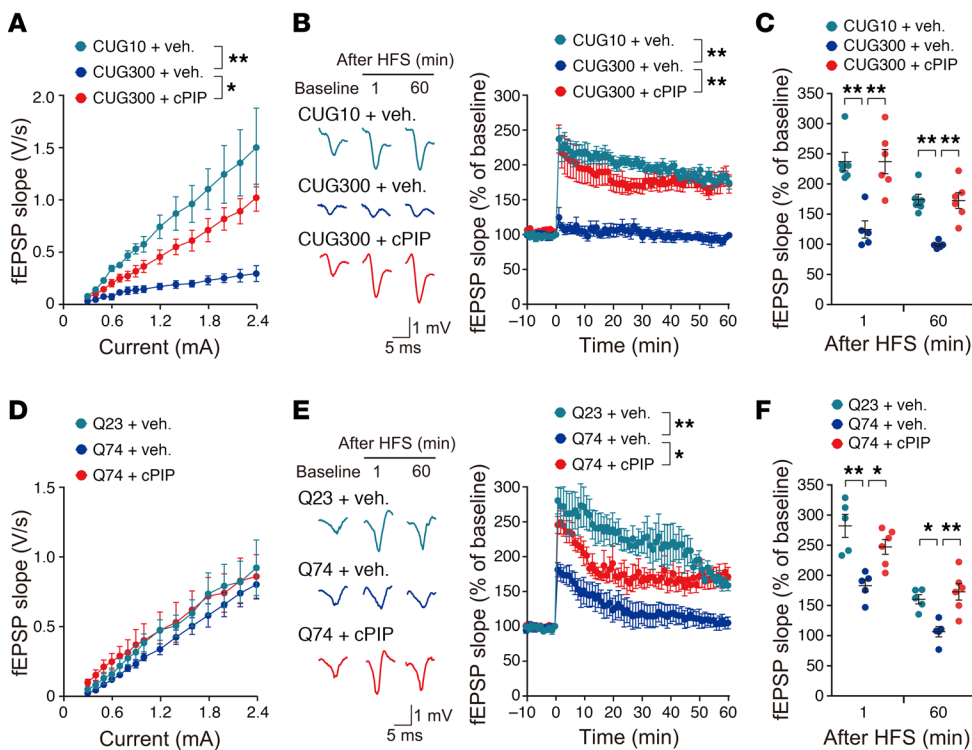 A
CUG10 + veh.
CUG300 + veh.
CUG300 + cPIP
**
*
fEPSP slope (V/s)
2.0
1.5
1.0
0.5
0
0 0.6 1.2 1.8 2.4
Current (mA)
B
After HFS (min)
Baseline 1 60
CUG10 + veh.
CUG300 + veh.
CUG300 + cPIP
1 mV
5 ms
CUG10 + veh.
CUG300 + veh.
CUG300 + cPIP
**
**
fEPSP slope (% of baseline)
300
250
200
150
100
50
0
–10 0 10 20 30 40 50 60
Time (min)
C
CUG10 + veh.
CUG300 + veh.
CUG300 + cPIP
** **
** **
fEPSP slope (% of baseline)
350
300
250
200
150
100
50
0
1 60
After HFS (min)
D
Q23 + veh.
Q74 + veh.
Q74 + cPIP
fEPSP slope (V/s)
1.5
1.0
0.5
0
0 0.6 1.2 1.8 2.4
Current (mA)
E
After HFS (min)
Baseline 1 60
Q23 + veh.
Q74 + veh.
Q74 + cPIP
1 mV
5 ms
Q23 + veh.
Q74 + veh.
Q74 + cPIP
**
*
fEPSP slope (% of baseline)
300
250
200
150
100
50
0
–10 0 10 20 30 40 50 60
Time (min)
F
Q23 + veh.
Q74 + veh.
Q74 + cPIP
** *
* **
fEPSP slope (% of baseline)
350
300
250
200
150
100
50
0
1 60
After HFS (min)